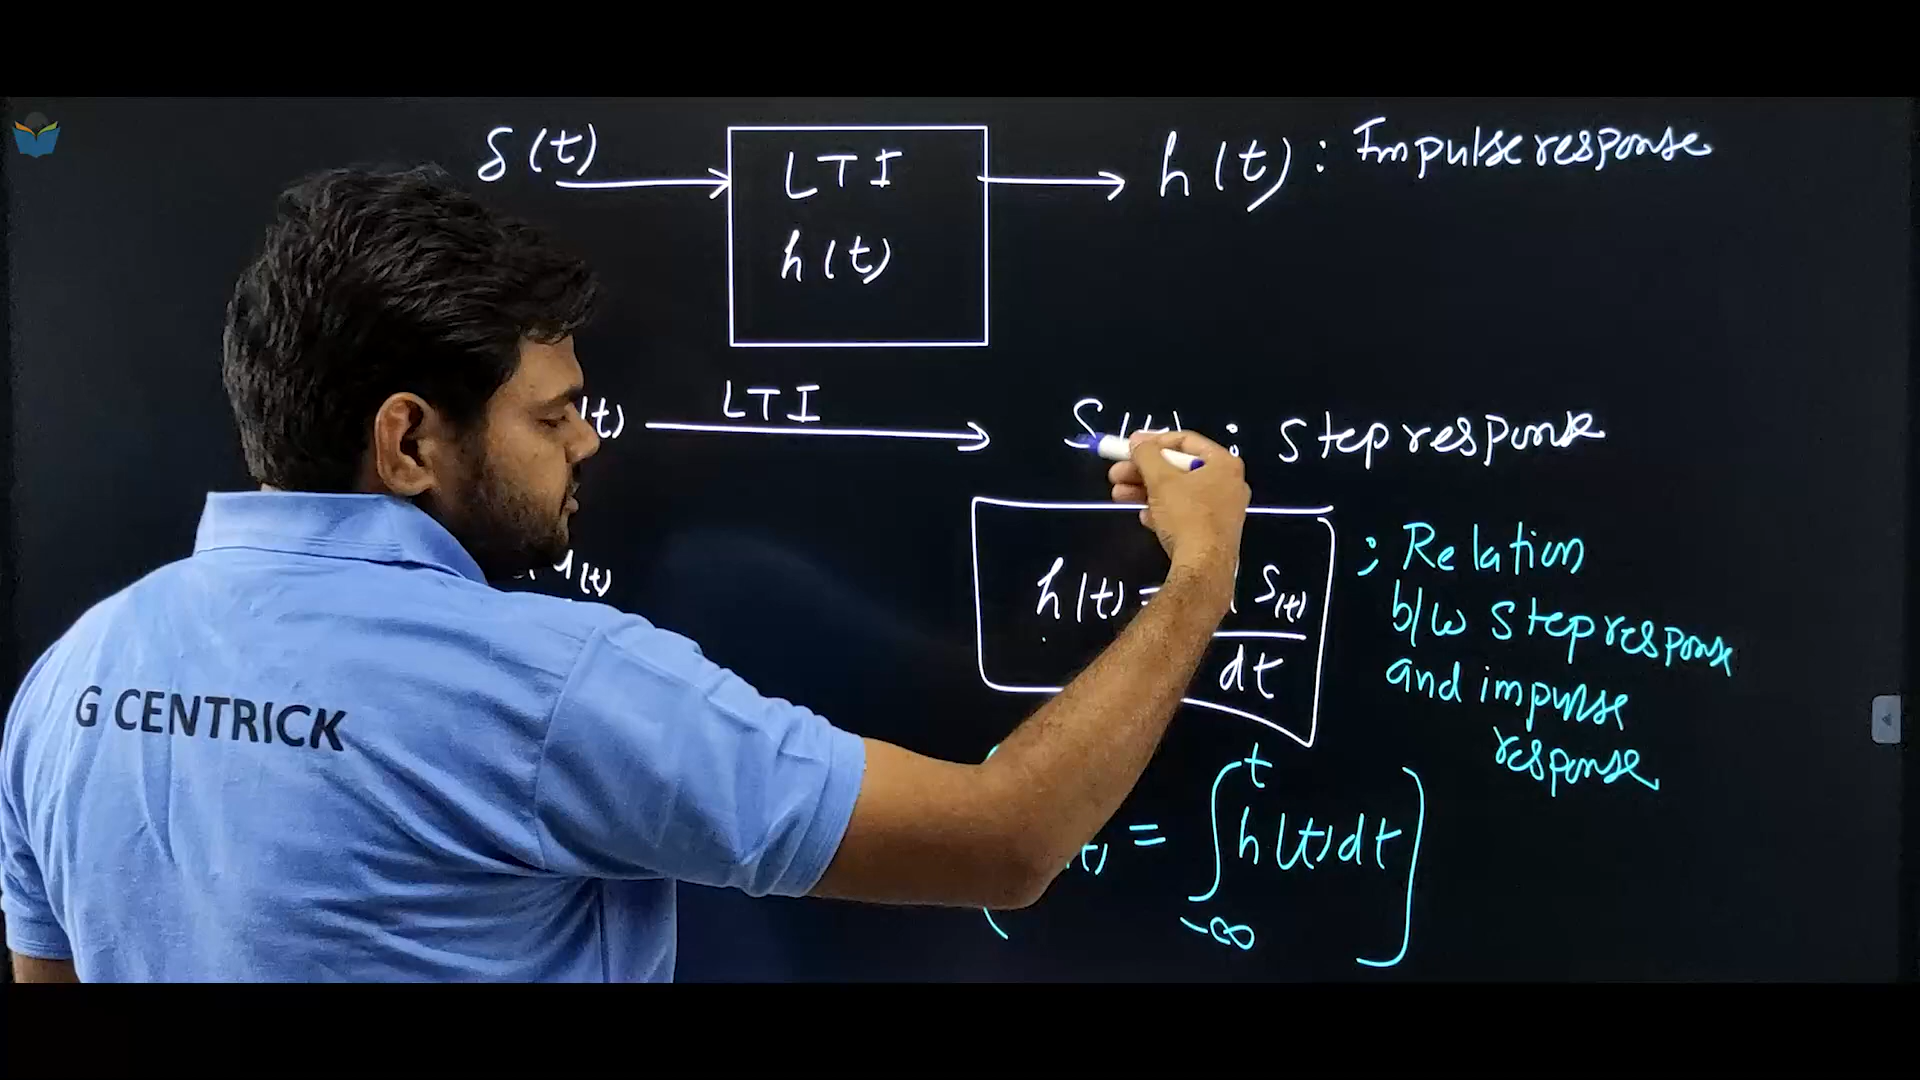 δ(t) LTI h(t) : Impulse response
h(t)
(t) LTI S(t) : Step response
h(t) = d S(t) / dt ; Relation
b/w Step response
and impulse
response
(t) = ∫ h(t) dt
t
-∞
G CENTRICK